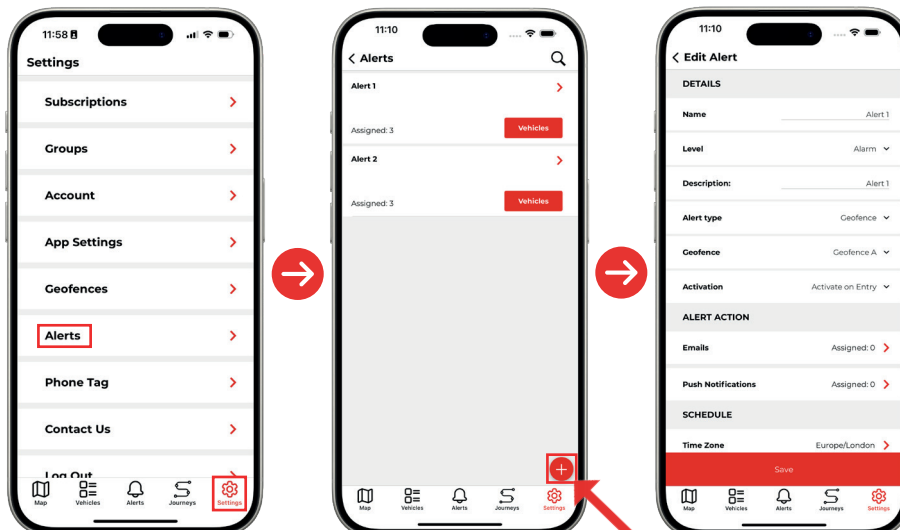 11:58
Settings
Subscriptions
Groups
Account
App Settings
Geofences
Alerts
Phone Tag
Contact Us
Log Out
Map
Vehicles
Alerts
Journeys
Settings
11:10
Alerts
Alert 1
Assigned: 3
Vehicles
Alert 2
Assigned: 3
Vehicles
Map
Vehicles
Alerts
Journeys
Settings
11:10
Edit Alert
DETAILS
Name Alert 1
Level Alarm
Description: Alert 1
Alert type Geofence
Geofence Geofence A
Activation Activate on Entry
ALERT ACTION
Emails Assigned: 0
Push Notifications Assigned: 0
SCHEDULE
Time Zone Europe/London
Save
Map
Vehicles
Alerts
Journeys
Settings